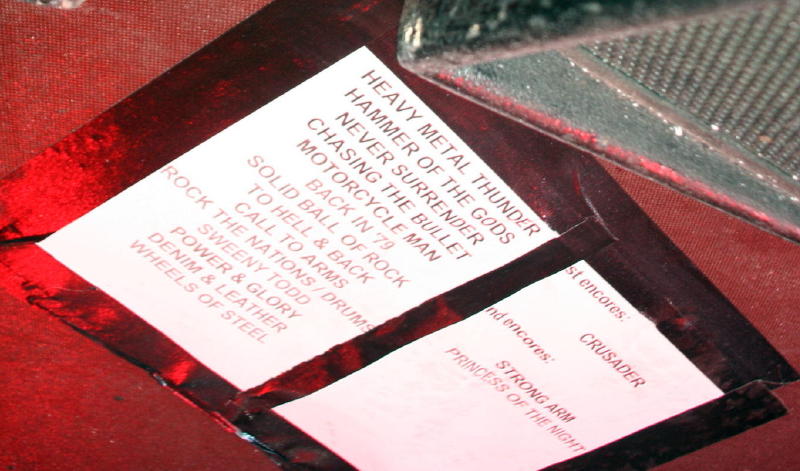 HEAVY METAL THUNDER
HAMMER OF THE GODS
NEVER SURRENDER
CHASING THE BULLET
MOTORCYCLE MAN
BACK IN '79
SOLID BALL OF ROCK
TO HELL & BACK
CALL TO ARMS
ROCK THE NATIONS / DRUMS
SWEENY TODD
POWER & GLORY
DENIM & LEATHER
WHEELS OF STEEL
st encores:
CRUSADER
nd encores:
STRONG ARM
PRINCESS OF THE NIGHT